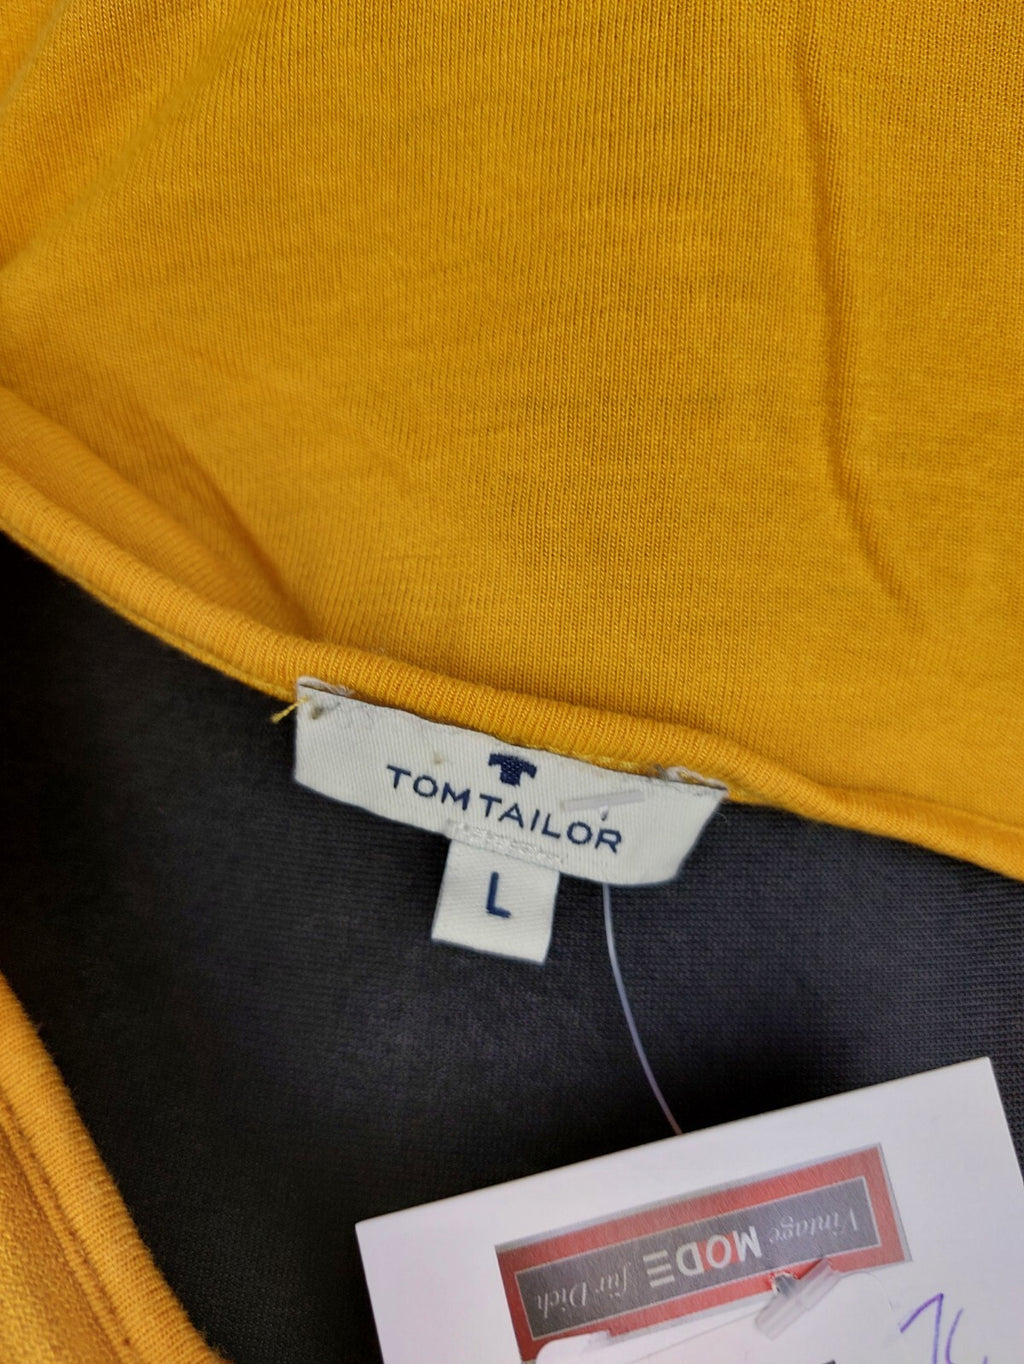 TOM TAILOR
L
Vintage MODE für Dich